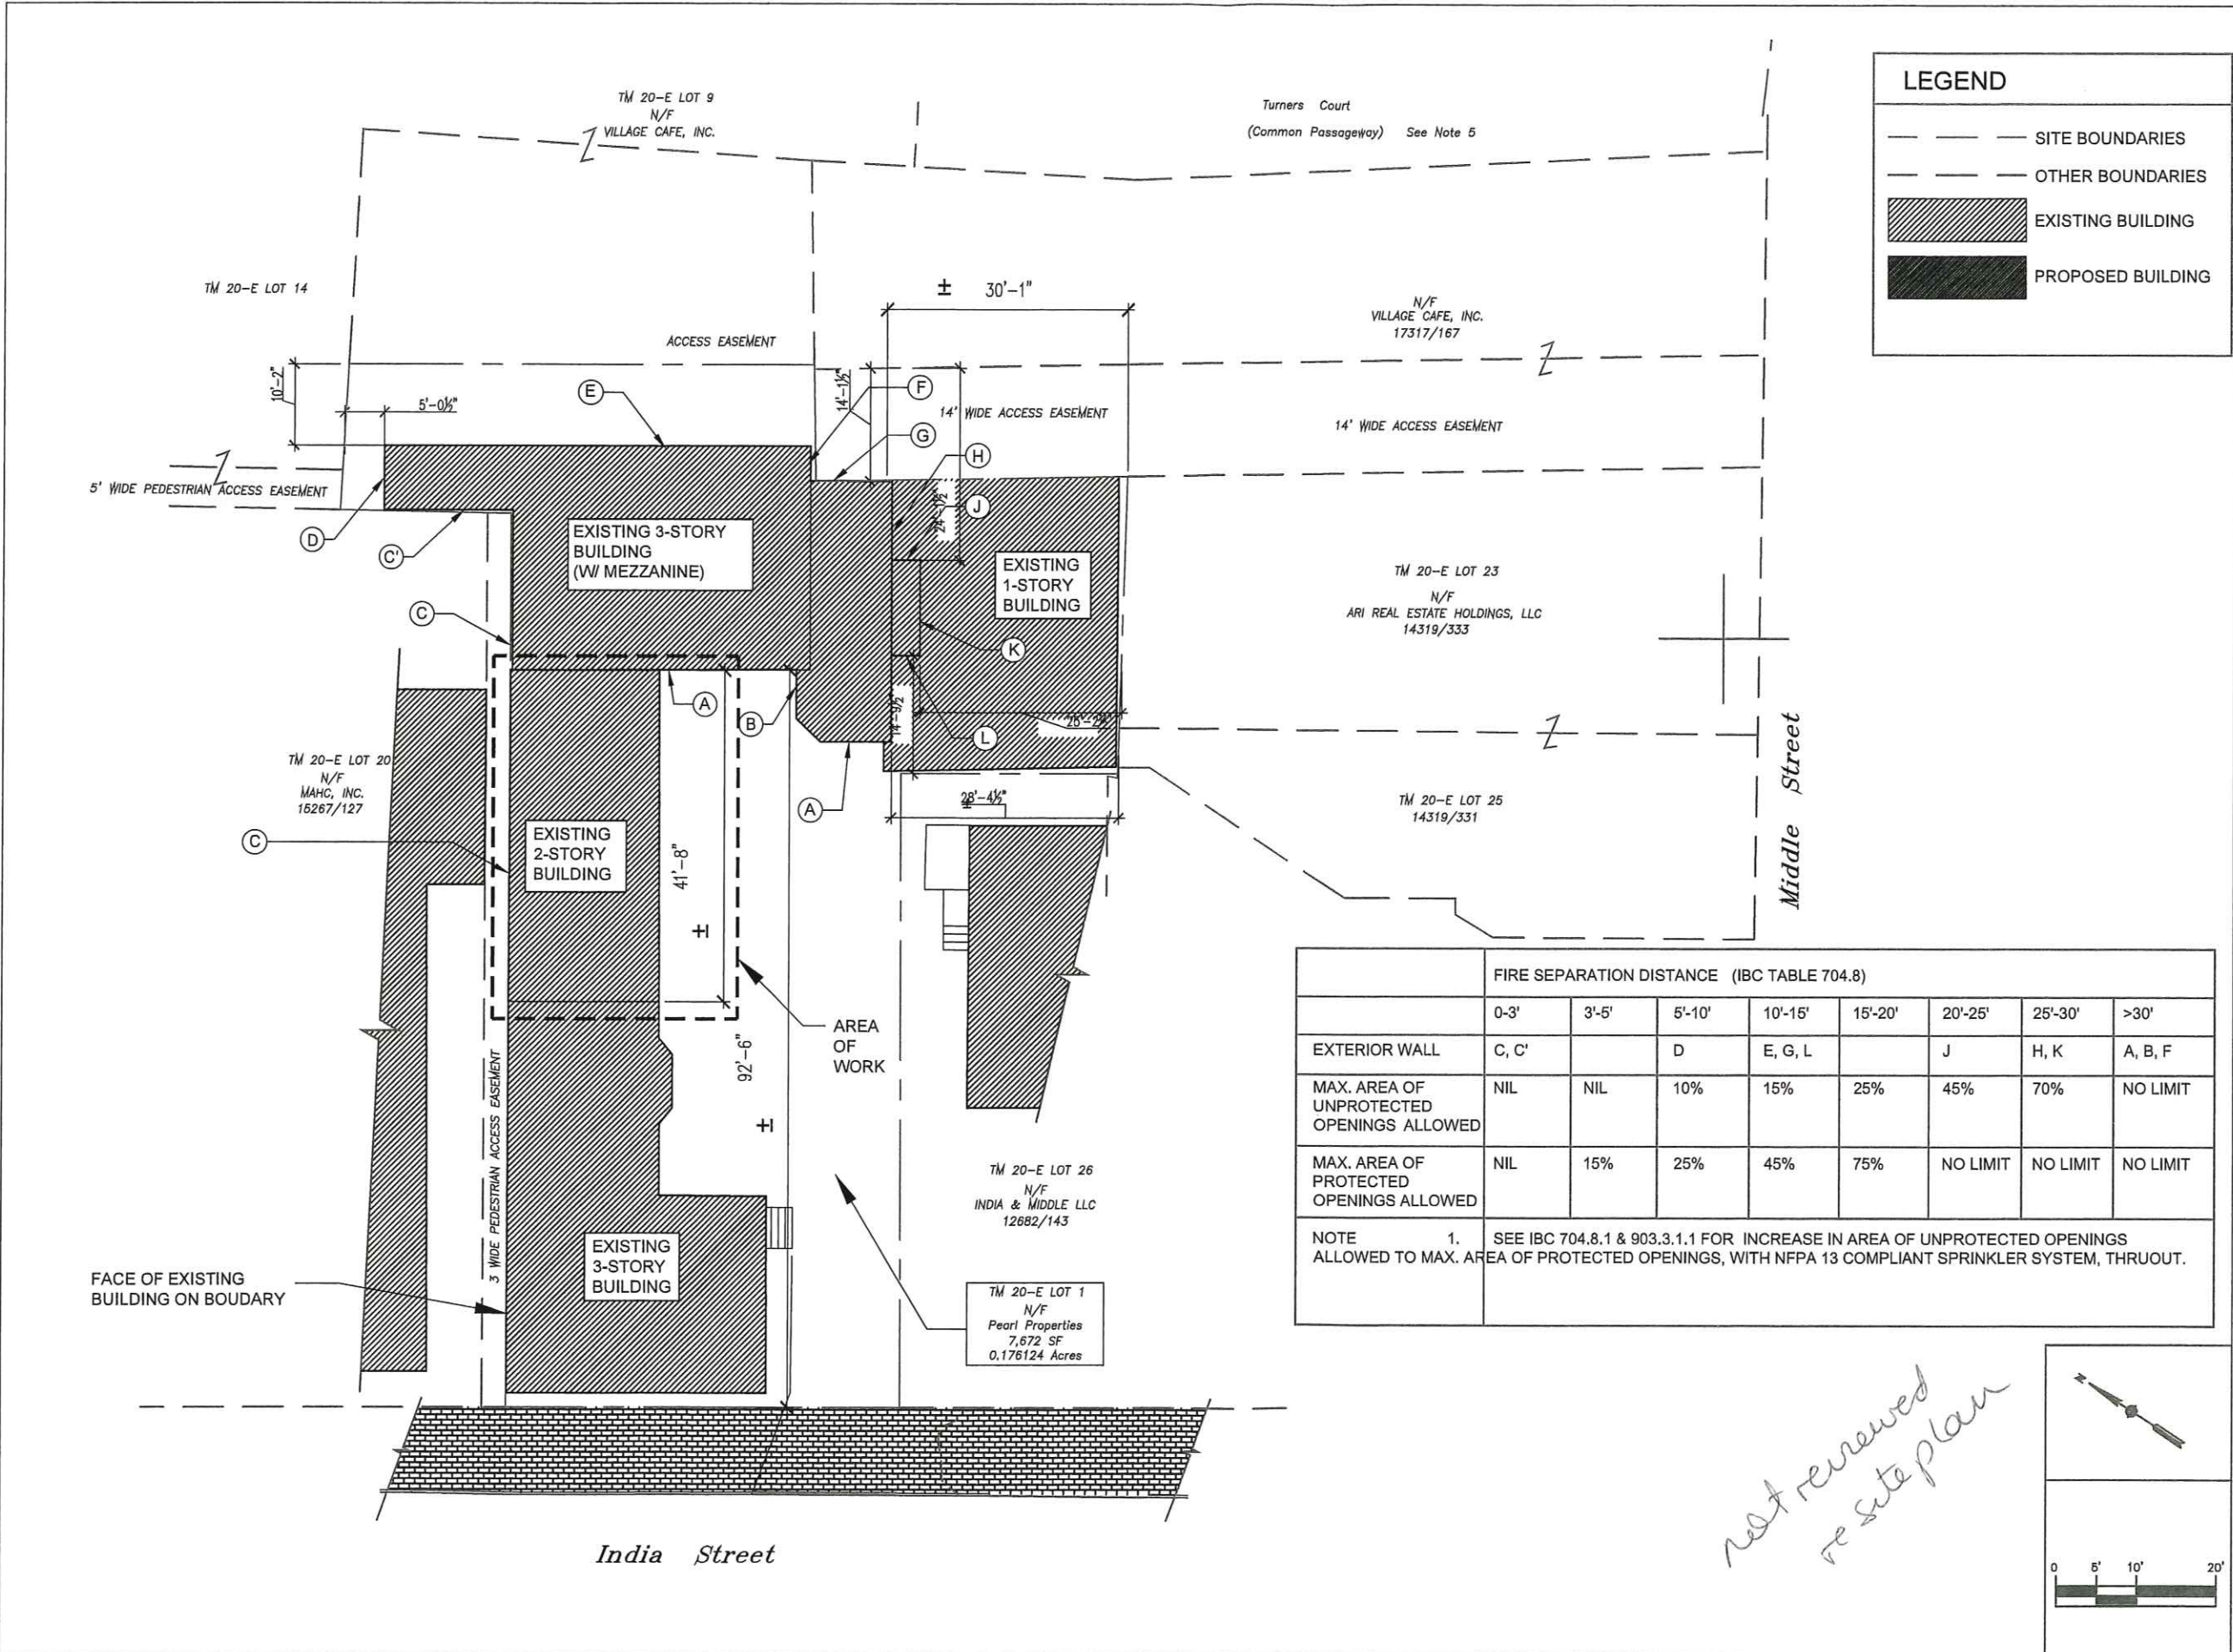 TM 20-E LOT 9
N/F
VILLAGE CAFE, INC.
Turners Court
(Common Passageway) See Note 5
LEGEND
SITE BOUNDARIES
OTHER BOUNDARIES
EXISTING BUILDING
PROPOSED BUILDING
TM 20-E LOT 14
± 30'-1"
N/F
VILLAGE CAFE, INC.
17317/167
ACCESS EASEMENT
10'-2"
5'-0½"
E
14'-1½"
F
14' WIDE ACCESS EASEMENT
14' WIDE ACCESS EASEMENT
G
H
5' WIDE PEDESTRIAN ACCESS EASEMENT
24'-1½"
J
D
C'
EXISTING 3-STORY
BUILDING
(W/ MEZZANINE)
EXISTING
1-STORY
BUILDING
TM 20-E LOT 23
N/F
ARI REAL ESTATE HOLDINGS, LLC
14319/333
C
K
A
B
14'-9½
L
TM 20-E LOT 20
N/F
MAHC, INC.
15267/127
28'-4½"
±
A
TM 20-E LOT 25
14319/331
Middle Street
C
EXISTING
2-STORY
BUILDING
41'-8"
±
AREA
OF
WORK
92'-6"
±
3 WIDE PEDESTRIAN ACCESS EASEMENT
FIRE SEPARATION DISTANCE (IBC TABLE 704.8)
0-3' 3'-5' 5'-10' 10'-15' 15'-20' 20'-25' 25'-30' >30'
EXTERIOR WALL C, C' D E, G, L J H, K A, B, F
MAX. AREA OF
UNPROTECTED
OPENINGS ALLOWED
NIL NIL 10% 15% 25% 45% 70% NO LIMIT
MAX. AREA OF
PROTECTED
OPENINGS ALLOWED
NIL 15% 25% 45% 75% NO LIMIT NO LIMIT NO LIMIT
NOTE 1. SEE IBC 704.8.1 & 903.3.1.1 FOR INCREASE IN AREA OF UNPROTECTED OPENINGS
ALLOWED TO MAX. AREA OF PROTECTED OPENINGS, WITH NFPA 13 COMPLIANT SPRINKLER SYSTEM, THRUOUT.
TM 20-E LOT 26
N/F
INDIA & MIDDLE LLC
12682/143
EXISTING
3-STORY
BUILDING
FACE OF EXISTING
BUILDING ON BOUDARY
TM 20-E LOT 1
N/F
Pearl Properties
7,672 SF
0.176124 Acres
N
not reviewed
re site plan
India Street
0 5' 10' 20'